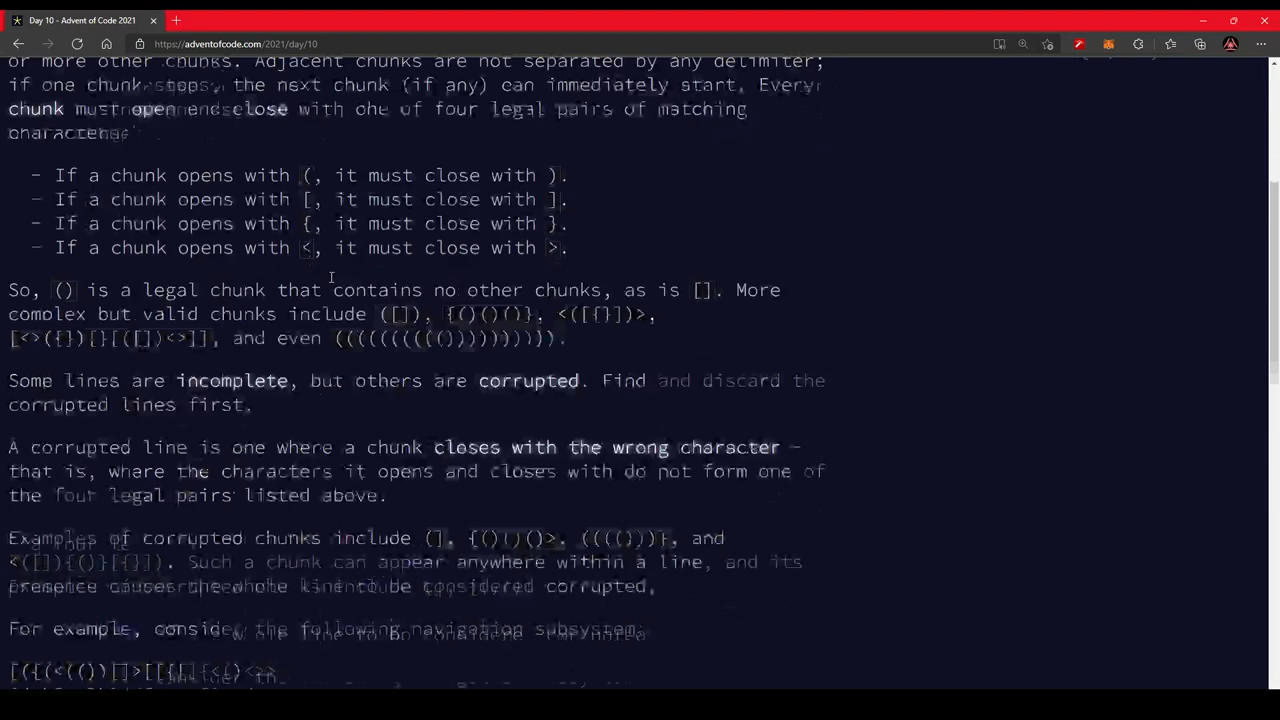 Day 10 - Advent of Code 2021
https://adventofcode.com/2021/day/10
or more other chunks. Adjacent chunks are not separated by any delimiter;
if one chunk stops, the next chunk (if any) can immediately start. Every
chunk must open and close with one of four legal pairs of matching
characters:
- If a chunk opens with (, it must close with ).
- If a chunk opens with [, it must close with ].
- If a chunk opens with {, it must close with }.
- If a chunk opens with <, it must close with >.
So, () is a legal chunk that contains no other chunks, as is []. More
complex but valid chunks include ([]), {()()()}, <([{}])>,
[<>({}){}[([])<>]], and even (((((((((()))))))))).
Some lines are incomplete, but others are corrupted. Find and discard the
corrupted lines first.
A corrupted line is one where a chunk closes with the wrong character -
that is, where the characters it opens and closes with do not form one of
the four legal pairs listed above.
Examples of corrupted chunks include (], {()()()>, (((()))}, and
<([]){()}[{}]). Such a chunk can appear anywhere within a line, and its
presence causes the whole line to be considered corrupted.
For example, consider the following navigation subsystem: